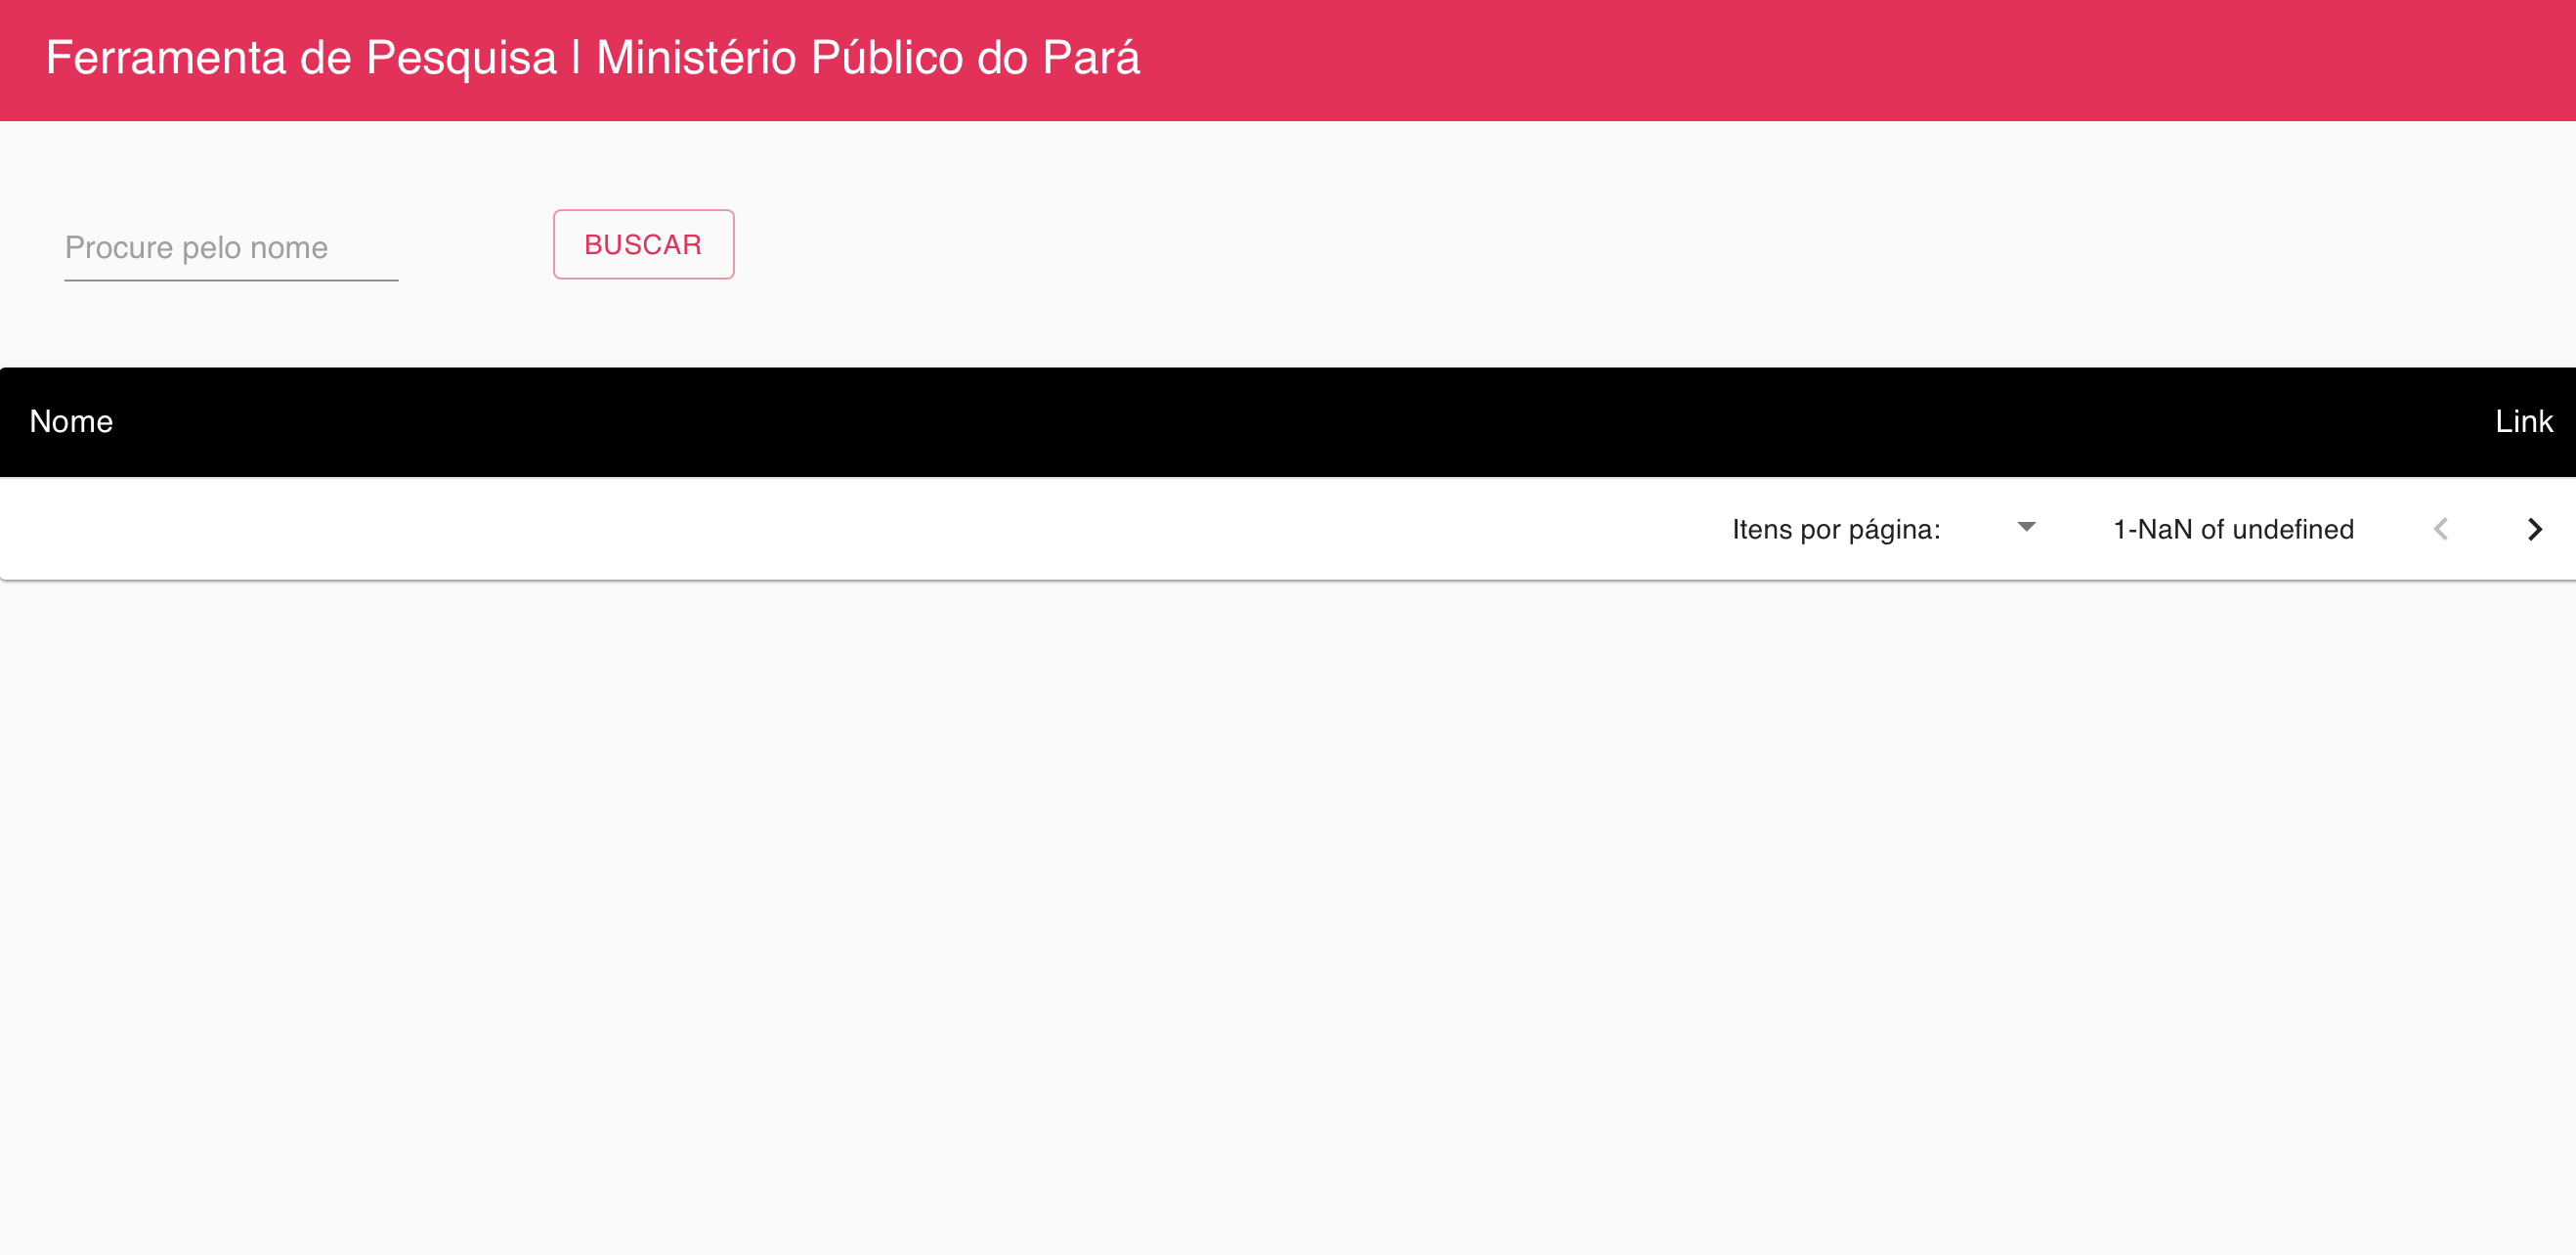 Ferramenta de Pesquisa | Ministério Público do Pará
Procure pelo nome
BUSCAR
Nome Link
Itens por página: 1-NaN of undefined